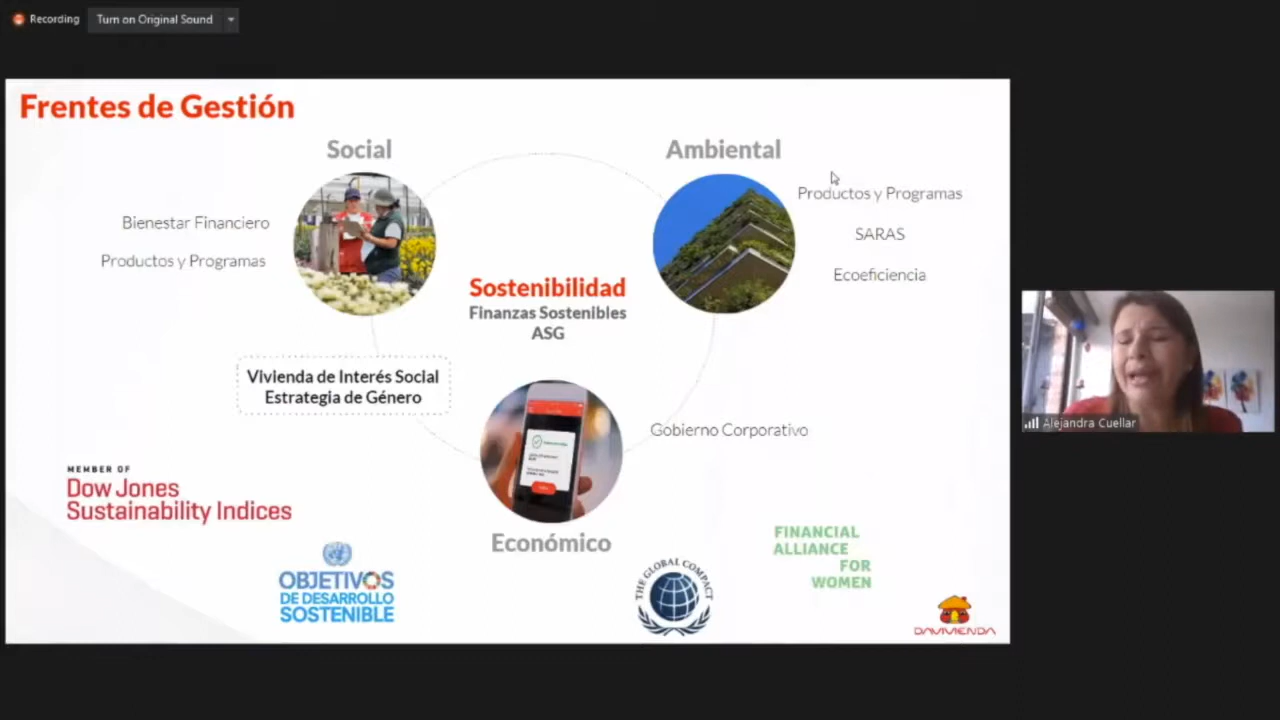 Recording
Turn on Original Sound
Frentes de Gestión
Social
Ambiental
Bienestar Financiero
Productos y Programas
Productos y Programas
SARAS
Ecoeficiencia
Sostenibilidad
Finanzas Sostenibles
ASG
Vivienda de Interés Social
Estrategia de Género
Gobierno Corporativo
Económico
MEMBER OF
Dow Jones
Sustainability Indices
OBJETIVOS
DE DESARROLLO
SOSTENIBLE
THE GLOBAL COMPACT
FINANCIAL
ALLIANCE
FOR
WOMEN
DAVIVIENDA
Alejandra Cuellar